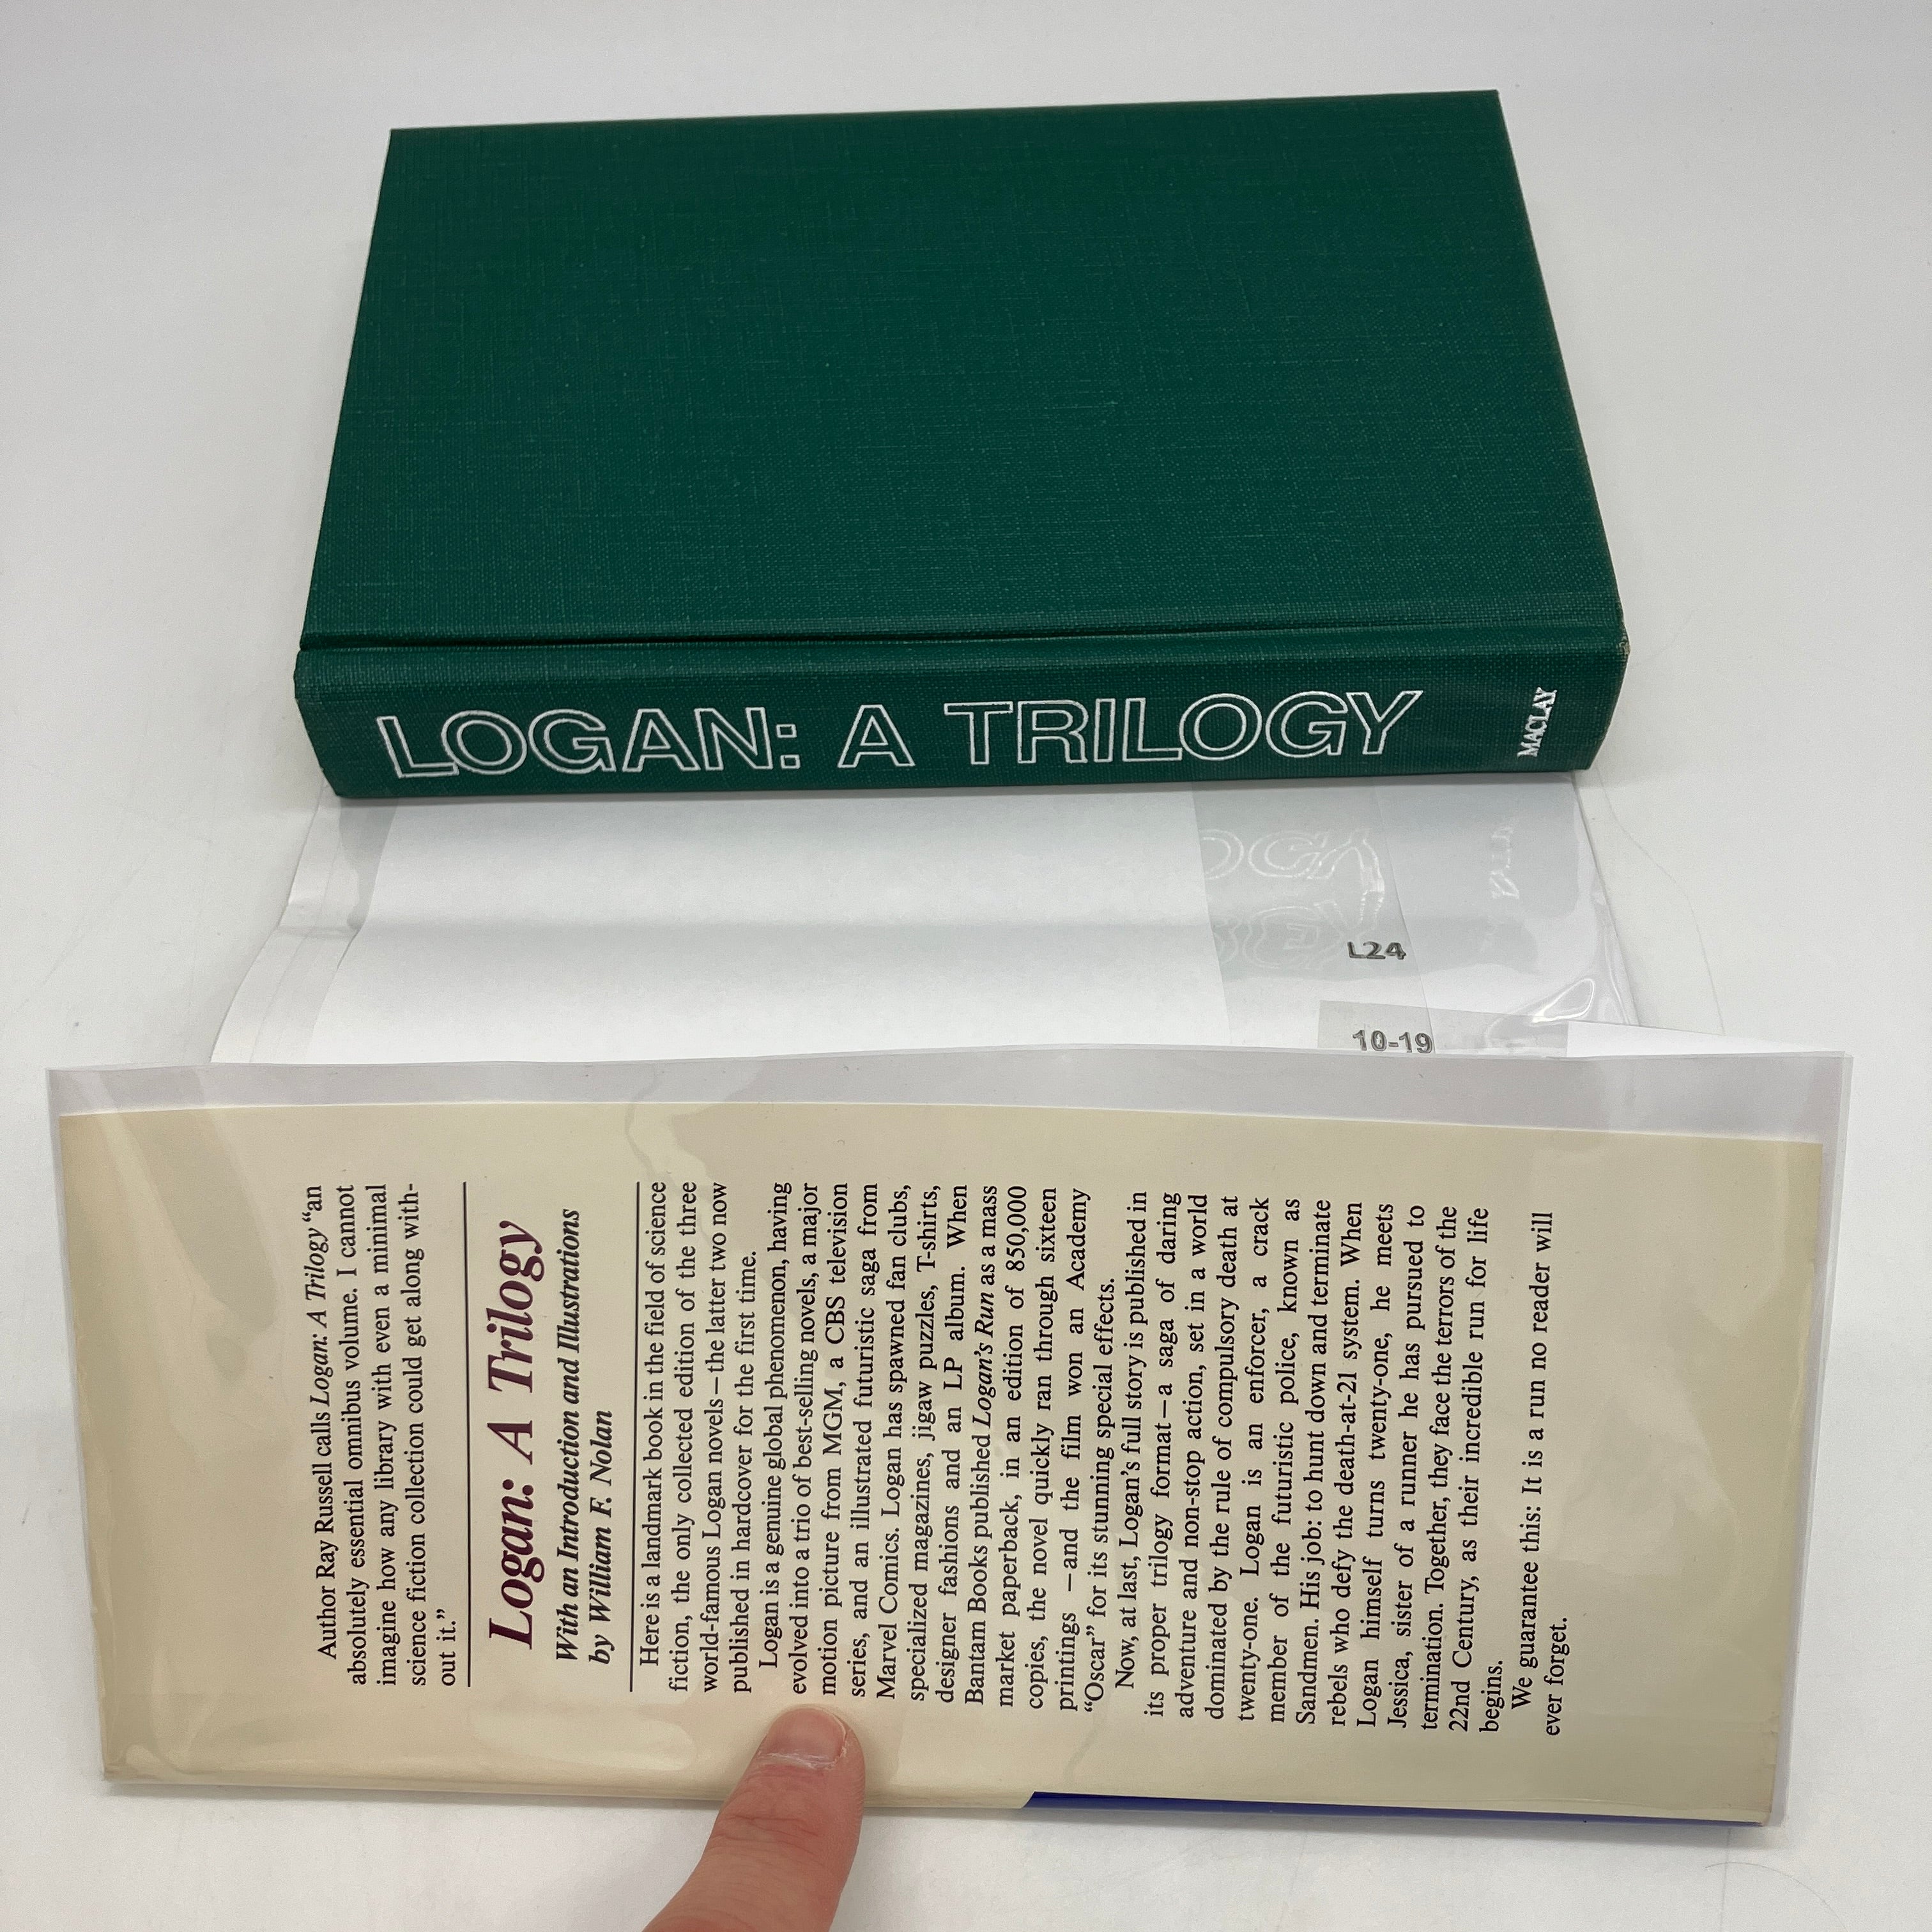 LOGAN: A TRILOGY
MACLAY
L24
10-19
Author Ray Russell calls Logan: A Trilogy “an
absolutely essential omnibus volume. I cannot
imagine how any library with even a minimal
science fiction collection could get along with-
out it.”
Logan: A Trilogy
With an Introduction and Illustrations
by William F. Nolan
Here is a landmark book in the field of science
fiction, the only collected edition of the three
world-famous Logan novels—the latter two now
published in hardcover for the first time.
Logan is a genuine global phenomenon, having
evolved into a trio of best-selling novels, a major
motion picture from MGM, a CBS television
series, and an illustrated futuristic saga from
Marvel Comics. Logan has spawned fan clubs,
specialized magazines, jigaw puzzles, T-shirts,
designer fashions and an LP album. When
Bantam Books published Logan’s Run as a mass
market paperback, in an edition of 850,000
copies, the novel quickly ran through sixteen
printings —and the film won an Academy
“Oscar” for its stunning special effects.
Now, at last, Logan’s full story is published in
its proper trilogy format—a saga of daring
adventure and non-stop action, set in a world
dominated by the rule of compulsory death at
twenty-one. Logan is an enforcer, a crack
member of the futuristic police, known as
Sandmen. His job: to hunt down and terminate
rebels who defy the death-at-21 system. When
Logan himself turns twenty-one, he meets
Jessica, sister of a runner he has pursued to
termination. Together, they face the terrors of the
22nd Century, as their incredible run for life
begins.
We guarantee this: It is a run no reader will
ever forget.